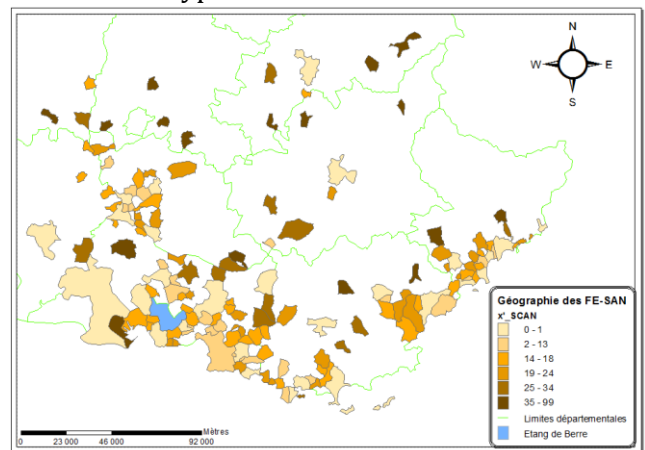 N
W E
S
Géographie des FE-SAN
x'_SCAN
0 - 1
2 - 13
14 - 18
19 - 24
25 - 34
35 - 99
Limites départementales
Etang de Berre
Mètres
0 23 000 46 000 92 000